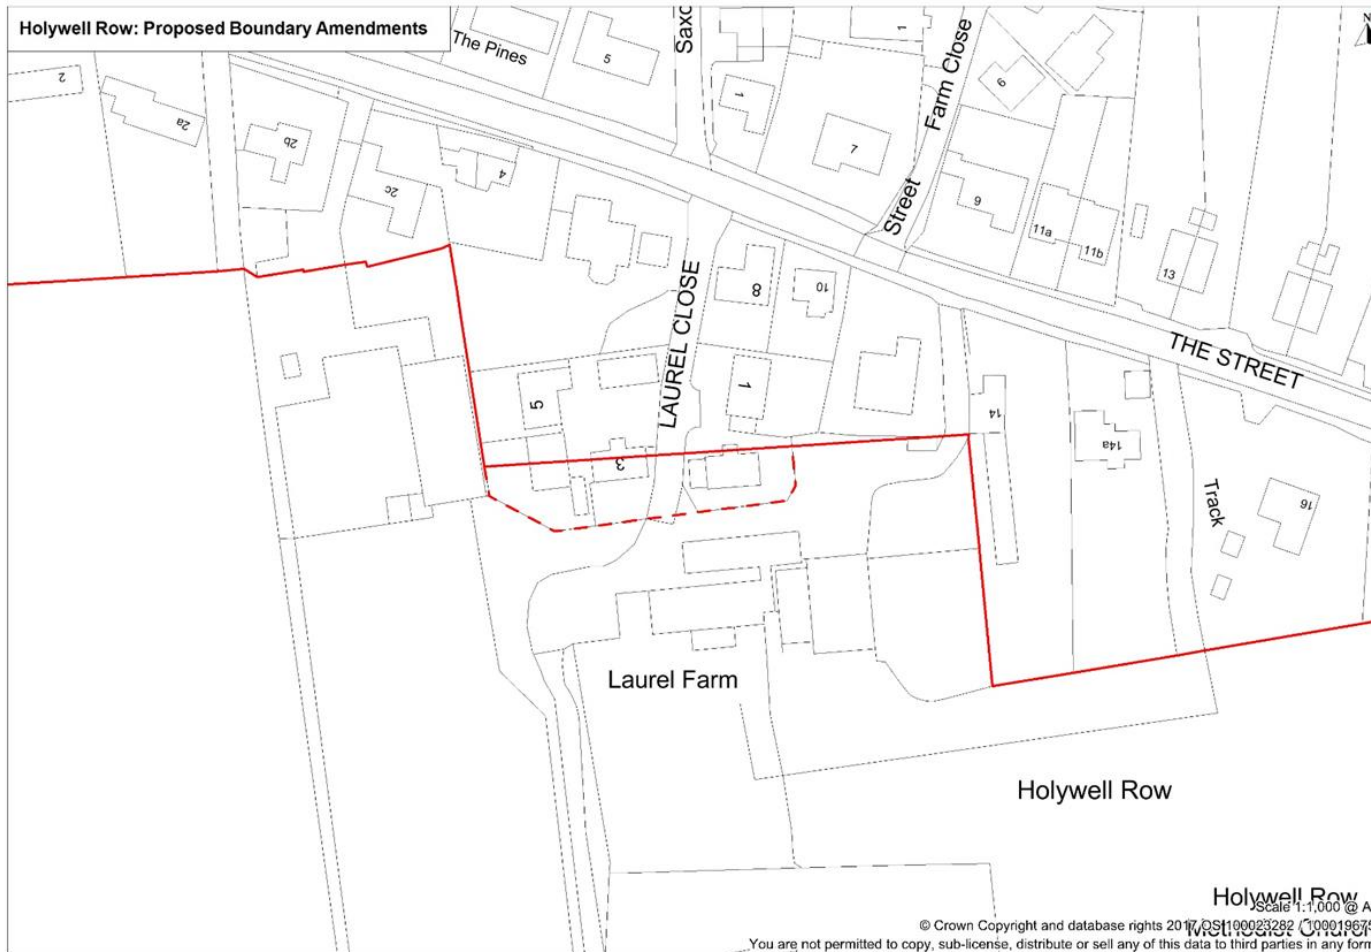 Holywell Row: Proposed Boundary Amendments
The Pines
5
Saxo
1
1
Farm Close
6
N
2
2a
2b
2c
4
7
Street
9
11a
11b
13
LAUREL CLOSE
8
10
THE STREET
5
1
3
14
14a
Track
16
Laurel Farm
Holywell Row
Holywell Row
Methodist Church
Scale 1:1,000 @ A
© Crown Copyright and database rights 2017 OS 100023282 / 100019675
You are not permitted to copy, sub-license, distribute or sell any of this data to third parties in any for